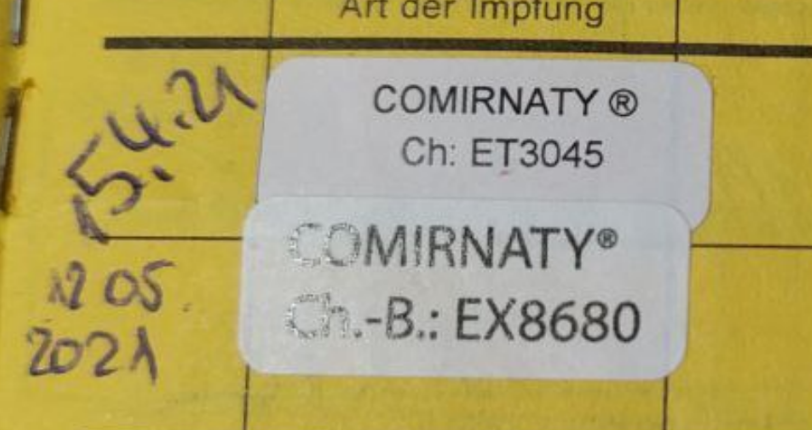 Art der Impfung
15.4.21
COMIRNATY ®
Ch: ET3045
12 05.
2021
COMIRNATY®
Ch.-B.: EX8680